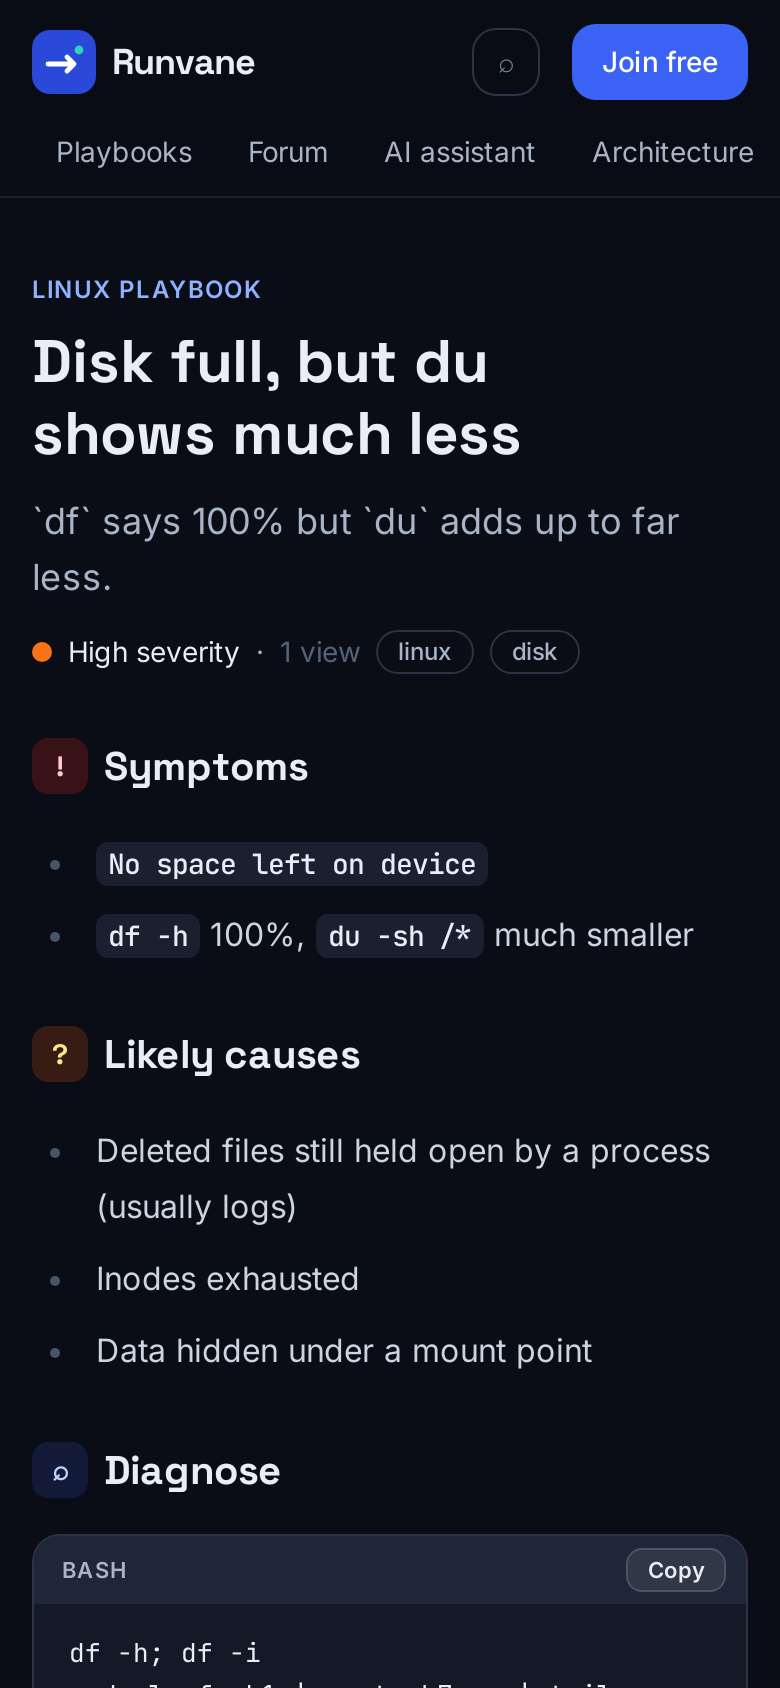 Runvane
Join free
Playbooks Forum AI assistant Architecture
LINUX PLAYBOOK
Disk full, but du
shows much less
`df` says 100% but `du` adds up to far
less.
High severity · 1 view linux disk
! Symptoms
No space left on device
df -h 100%, du -sh /* much smaller
? Likely causes
Deleted files still held open by a process
(usually logs)
Inodes exhausted
Data hidden under a mount point
Diagnose
BASH Copy
df -h; df -i